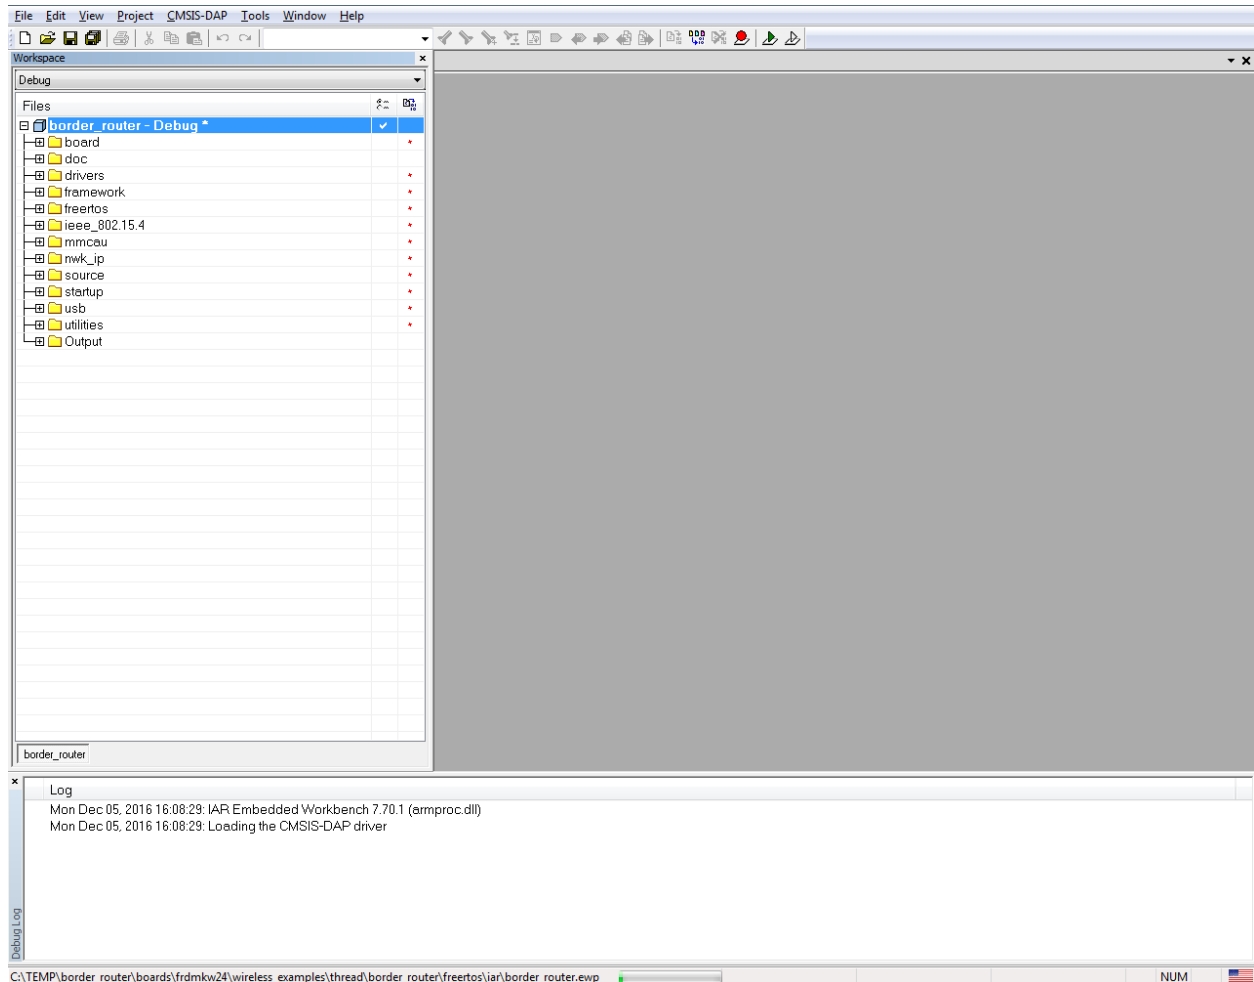 File Edit View Project CMSIS-DAP Tools Window Help
Workspace
Debug
Files
border_router - Debug *
board
doc
drivers
framework
freertos
ieee_802.15.4
mmcau
nwk_ip
source
startup
usb
utilities
Output
border_router
Log
Mon Dec 05, 2016 16:08:29: IAR Embedded Workbench 7.70.1 (armproc.dll)
Mon Dec 05, 2016 16:08:29: Loading the CMSIS-DAP driver
Debug Log
C:\TEMP\border_router\boards\frdmkw24\wireless_examples\thread\border_router\freertos\iar\border_router.ewp NUM